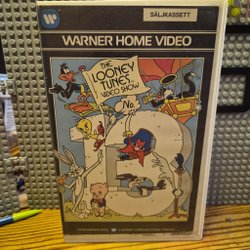 SÄLJKASSETT
WARNER HOME VIDEO
THE
LOONEY TUNES
VIDEO SHOW
No.
13